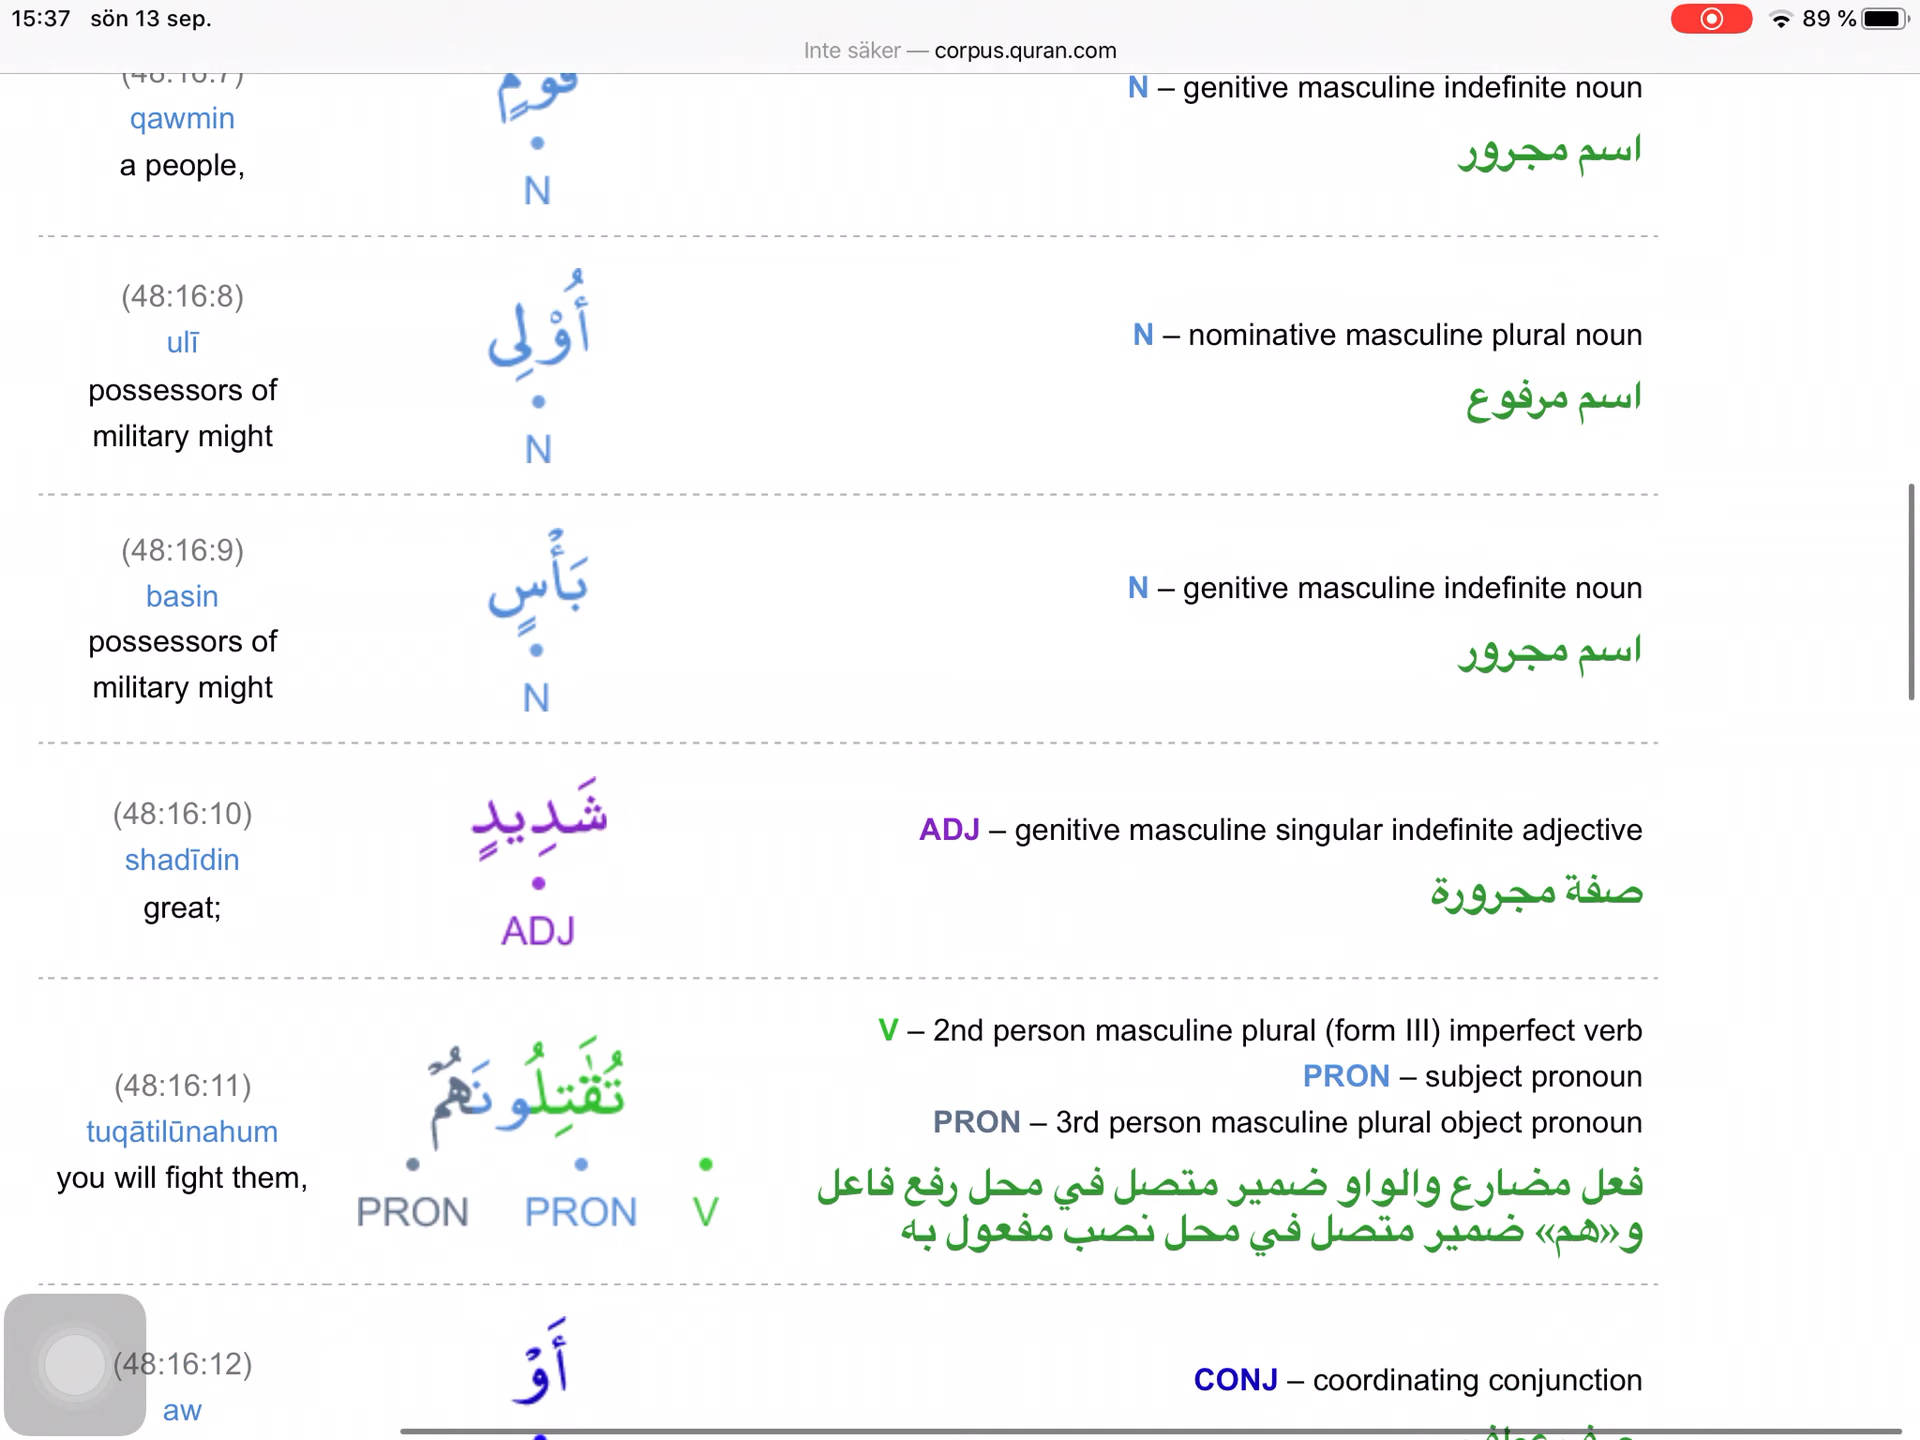 15:37 sön 13 sep. 89 %
Inte säker — corpus.quran.com
(48:16:7)
qawmin
a people,
قَوْمٍ
N
N – genitive masculine indefinite noun
اسم مجرور
(48:16:8)
ulī
possessors of
military might
أُو۟لِى
N
N – nominative masculine plural noun
اسم مرفوع
(48:16:9)
basin
possessors of
military might
بَأْسٍ
N
N – genitive masculine indefinite noun
اسم مجرور
(48:16:10)
shadīdin
great;
شَدِيدٍ
ADJ
ADJ – genitive masculine singular indefinite adjective
صفة مجرورة
(48:16:11)
tuqātilūnahum
you will fight them,
تُقَٰتِلُونَهُمْ
PRON PRON V
V – 2nd person masculine plural (form III) imperfect verb
PRON – subject pronoun
PRON – 3rd person masculine plural object pronoun
فعل مضارع والواو ضمير متصل في محل رفع فاعل
و«هم» ضمير متصل في محل نصب مفعول به
(48:16:12)
aw
أَوْ
CONJ – coordinating conjunction